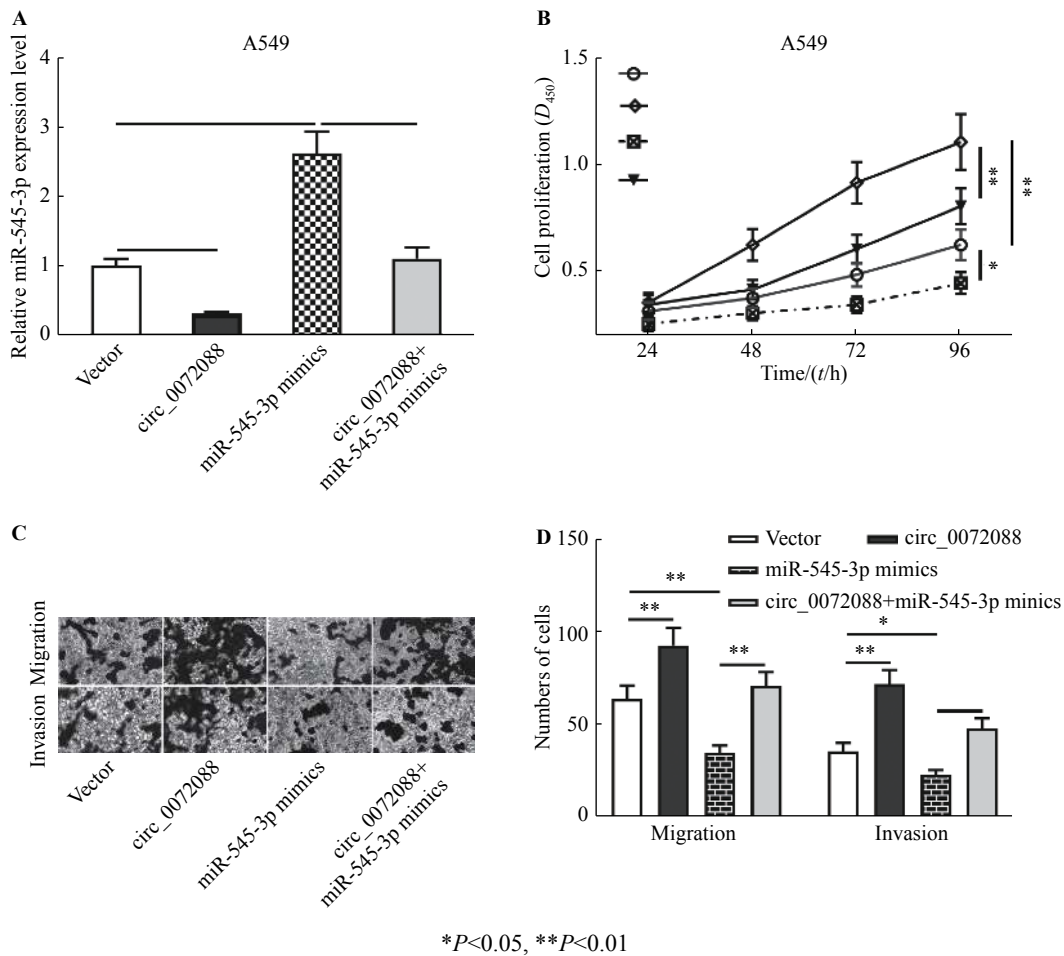 A
A549
Relative miR-545-3p expression level
4
3
2
1
0
Vector
circ_0072088
miR-545-3p mimics
circ_0072088+
miR-545-3p mimics
B
A549
Cell proliferation (D450)
1.5
1.0
0.5
**
**
*
24
48
72
96
Time/(t/h)
C
Migration
Invasion
Vector
circ_0072088
miR-545-3p mimics
circ_0072088+
miR-545-3p mimics
D
Numbers of cells
150
100
50
0
Vector
circ_0072088
miR-545-3p mimics
circ_0072088+miR-545-3p minics
**
**
**
*
**
Migration
Invasion
*P<0.05, **P<0.01